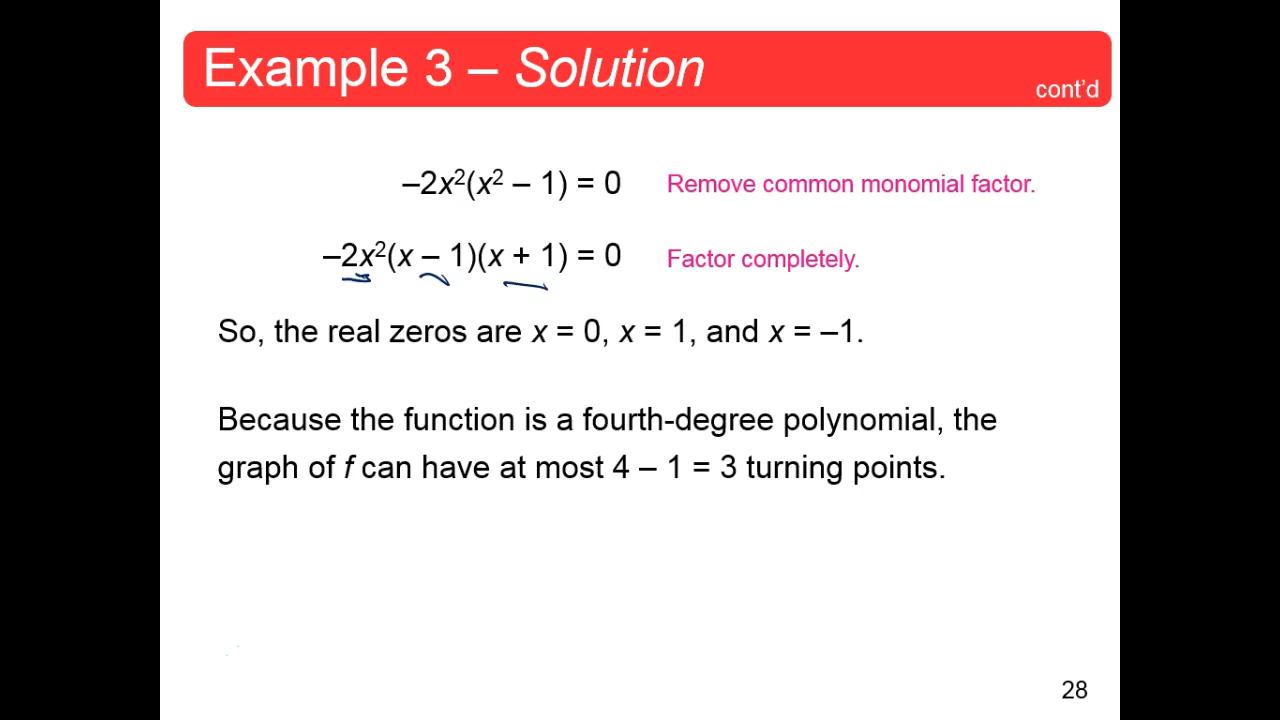 Example 3 – Solution
cont'd
–2x²(x² – 1) = 0 Remove common monomial factor.
–2x²(x – 1)(x + 1) = 0 Factor completely.
So, the real zeros are x = 0, x = 1, and x = –1.
Because the function is a fourth-degree polynomial, the
graph of f can have at most 4 – 1 = 3 turning points.
28